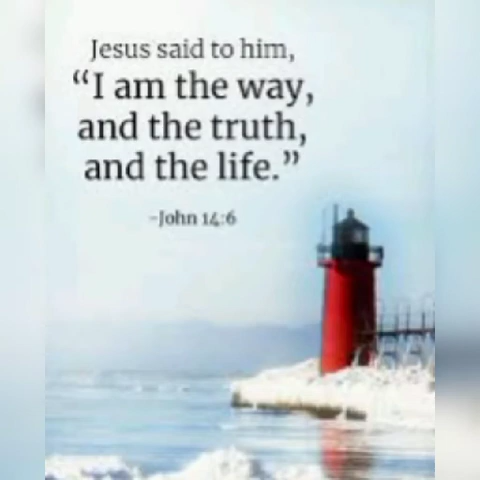 Jesus said to him,
“I am the way,
and the truth,
and the life.”
-John 14:6